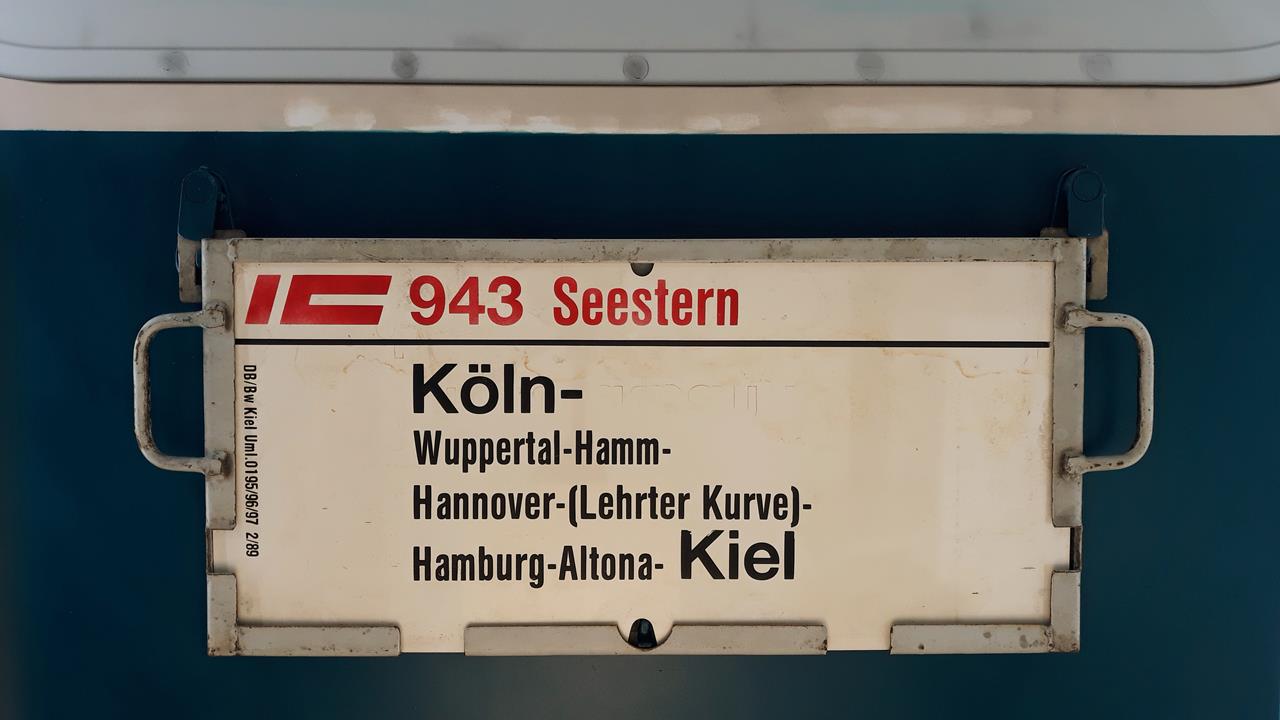 IC 943 Seestern
Köln-
Wuppertal-Hamm-
Hannover-(Lehrter Kurve)-
Hamburg-Altona- Kiel
DB/Bw Kiel Uml.0195/96/97 2/89